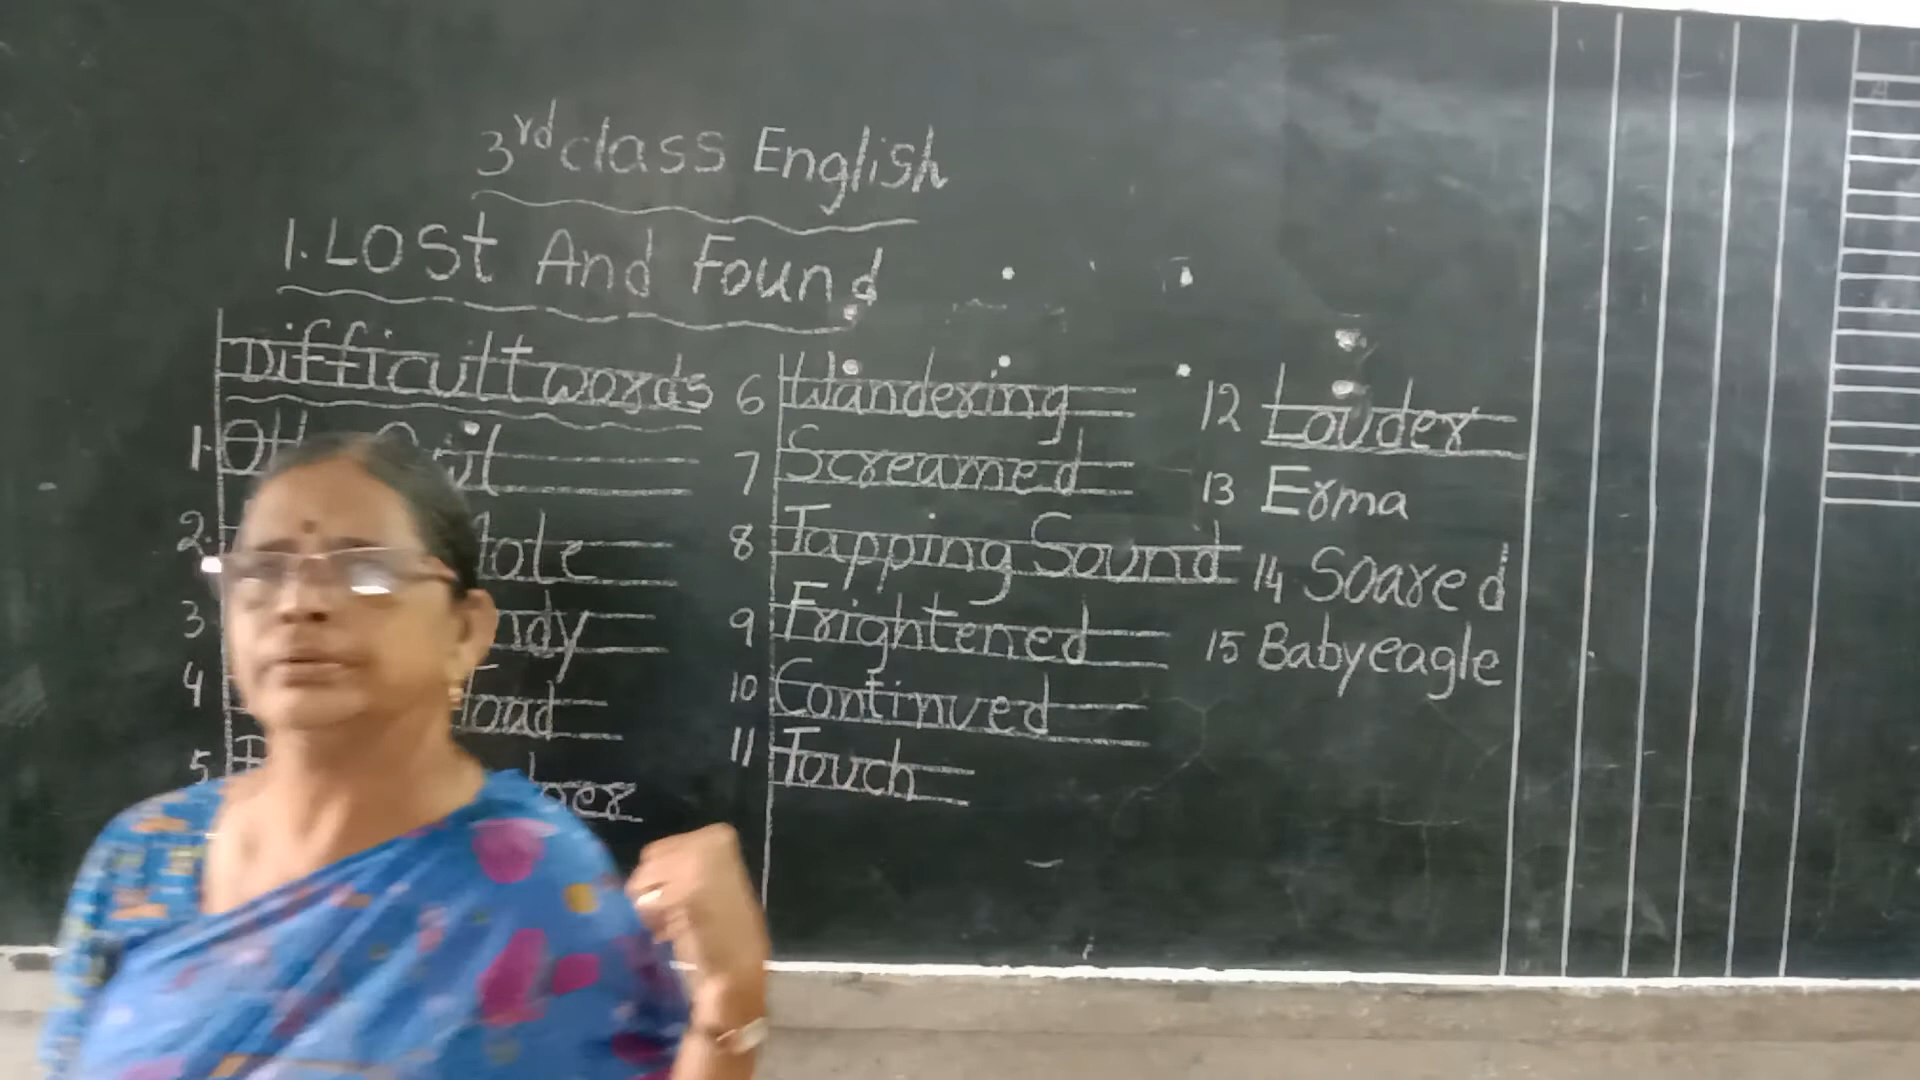 3rd class English
1. LOSt And Found
Difficult words
1.
2.
3
4
5
6 Wandering
7 Screamed
8 Tapping Sound
9 Frightened
10 Continued
11 Touch
12 Louder
13 Erma
14 Soared
15 Babyeagle